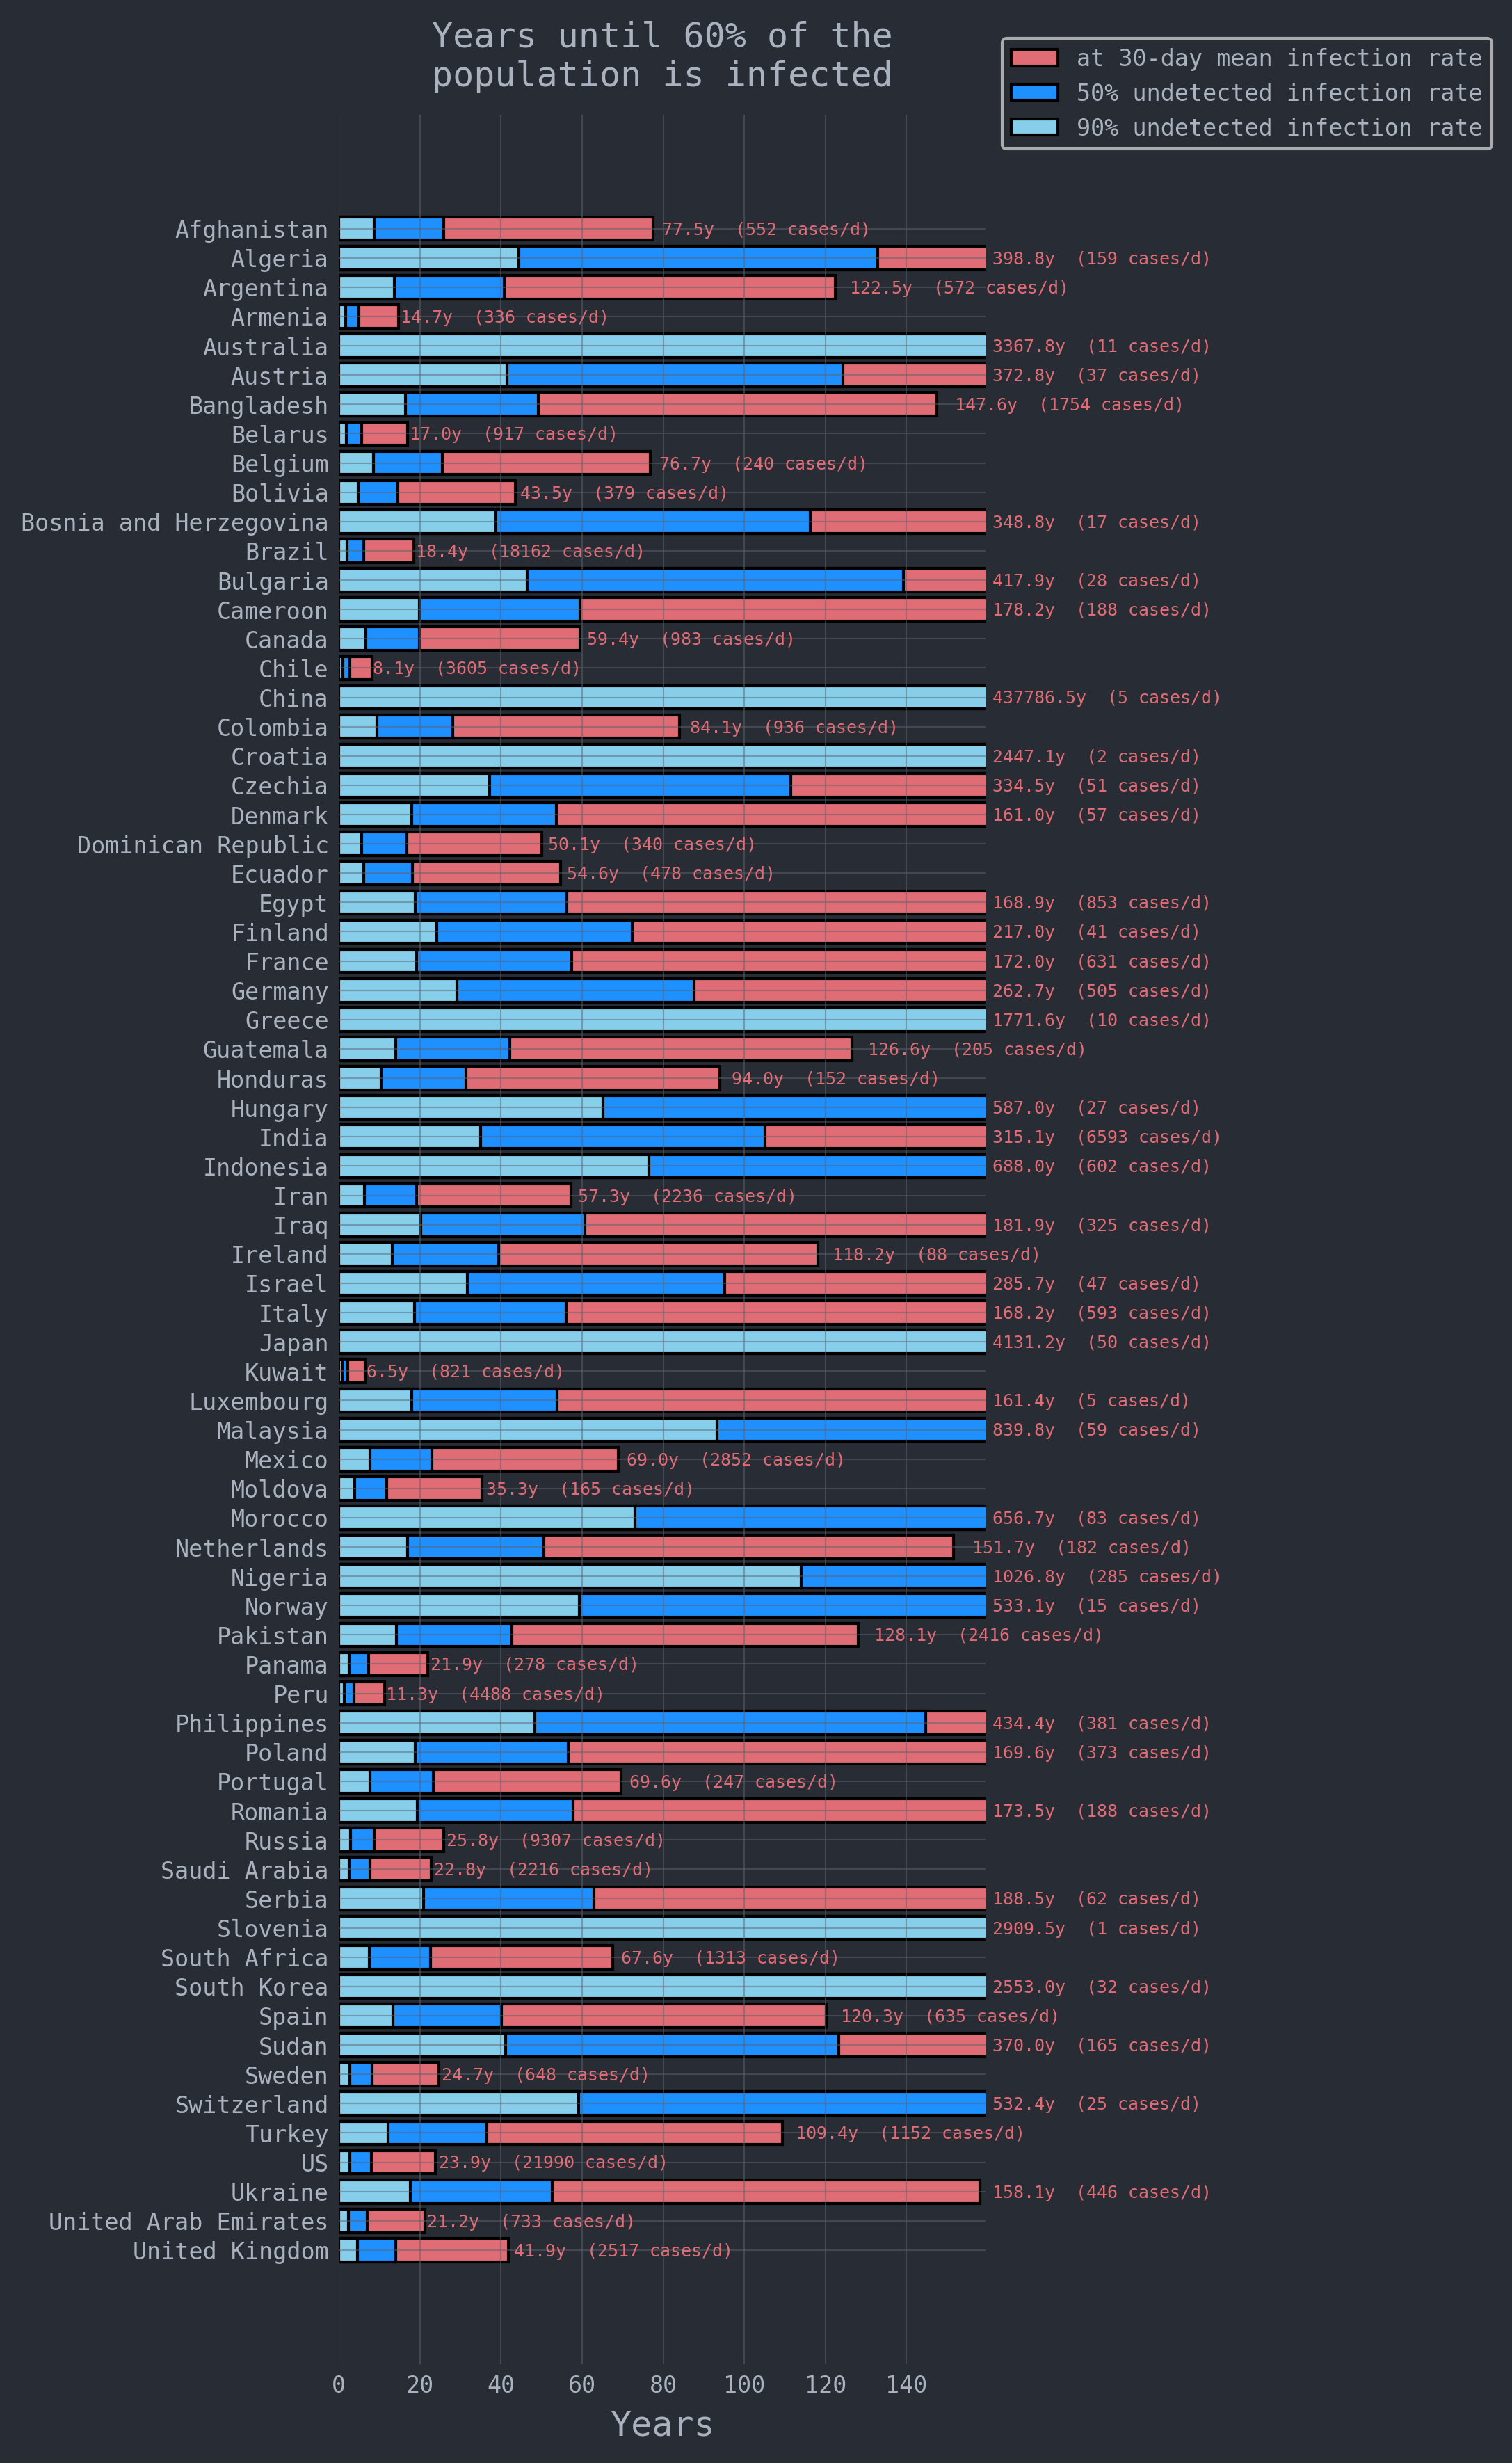 Years until 60% of the
population is infected
at 30-day mean infection rate
50% undetected infection rate
90% undetected infection rate
Afghanistan 77.5y (552 cases/d)
Algeria 398.8y (159 cases/d)
Argentina 122.5y (572 cases/d)
Armenia 14.7y (336 cases/d)
Australia 3367.8y (11 cases/d)
Austria 372.8y (37 cases/d)
Bangladesh 147.6y (1754 cases/d)
Belarus 17.0y (917 cases/d)
Belgium 76.7y (240 cases/d)
Bolivia 43.5y (379 cases/d)
Bosnia and Herzegovina 348.8y (17 cases/d)
Brazil 18.4y (18162 cases/d)
Bulgaria 417.9y (28 cases/d)
Cameroon 178.2y (188 cases/d)
Canada 59.4y (983 cases/d)
Chile 8.1y (3605 cases/d)
China 437786.5y (5 cases/d)
Colombia 84.1y (936 cases/d)
Croatia 2447.1y (2 cases/d)
Czechia 334.5y (51 cases/d)
Denmark 161.0y (57 cases/d)
Dominican Republic 50.1y (340 cases/d)
Ecuador 54.6y (478 cases/d)
Egypt 168.9y (853 cases/d)
Finland 217.0y (41 cases/d)
France 172.0y (631 cases/d)
Germany 262.7y (505 cases/d)
Greece 1771.6y (10 cases/d)
Guatemala 126.6y (205 cases/d)
Honduras 94.0y (152 cases/d)
Hungary 587.0y (27 cases/d)
India 315.1y (6593 cases/d)
Indonesia 688.0y (602 cases/d)
Iran 57.3y (2236 cases/d)
Iraq 181.9y (325 cases/d)
Ireland 118.2y (88 cases/d)
Israel 285.7y (47 cases/d)
Italy 168.2y (593 cases/d)
Japan 4131.2y (50 cases/d)
Kuwait 6.5y (821 cases/d)
Luxembourg 161.4y (5 cases/d)
Malaysia 839.8y (59 cases/d)
Mexico 69.0y (2852 cases/d)
Moldova 35.3y (165 cases/d)
Morocco 656.7y (83 cases/d)
Netherlands 151.7y (182 cases/d)
Nigeria 1026.8y (285 cases/d)
Norway 533.1y (15 cases/d)
Pakistan 128.1y (2416 cases/d)
Panama 21.9y (278 cases/d)
Peru 11.3y (4488 cases/d)
Philippines 434.4y (381 cases/d)
Poland 169.6y (373 cases/d)
Portugal 69.6y (247 cases/d)
Romania 173.5y (188 cases/d)
Russia 25.8y (9307 cases/d)
Saudi Arabia 22.8y (2216 cases/d)
Serbia 188.5y (62 cases/d)
Slovenia 2909.5y (1 cases/d)
South Africa 67.6y (1313 cases/d)
South Korea 2553.0y (32 cases/d)
Spain 120.3y (635 cases/d)
Sudan 370.0y (165 cases/d)
Sweden 24.7y (648 cases/d)
Switzerland 532.4y (25 cases/d)
Turkey 109.4y (1152 cases/d)
US 23.9y (21990 cases/d)
Ukraine 158.1y (446 cases/d)
United Arab Emirates 21.2y (733 cases/d)
United Kingdom 41.9y (2517 cases/d)
0 20 40 60 80 100 120 140
Years